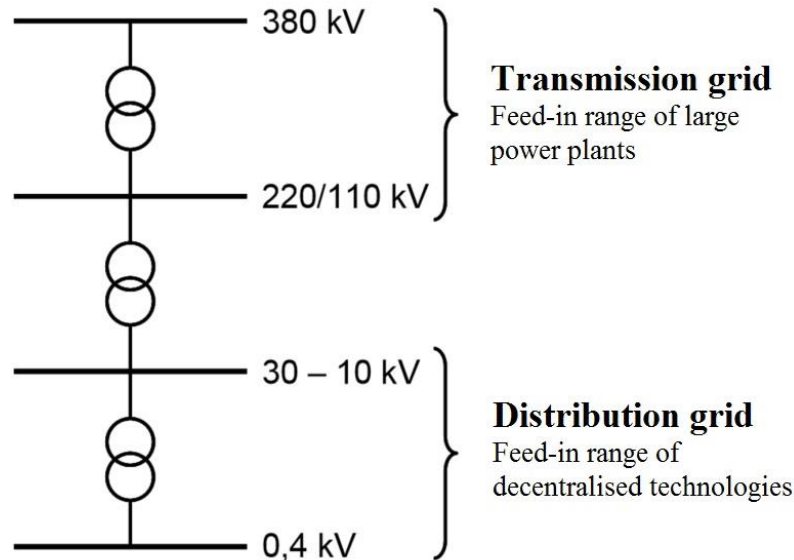 380 kV
Transmission grid
Feed-in range of large
power plants
220/110 kV
30 – 10 kV
Distribution grid
Feed-in range of
decentralised technologies
0,4 kV